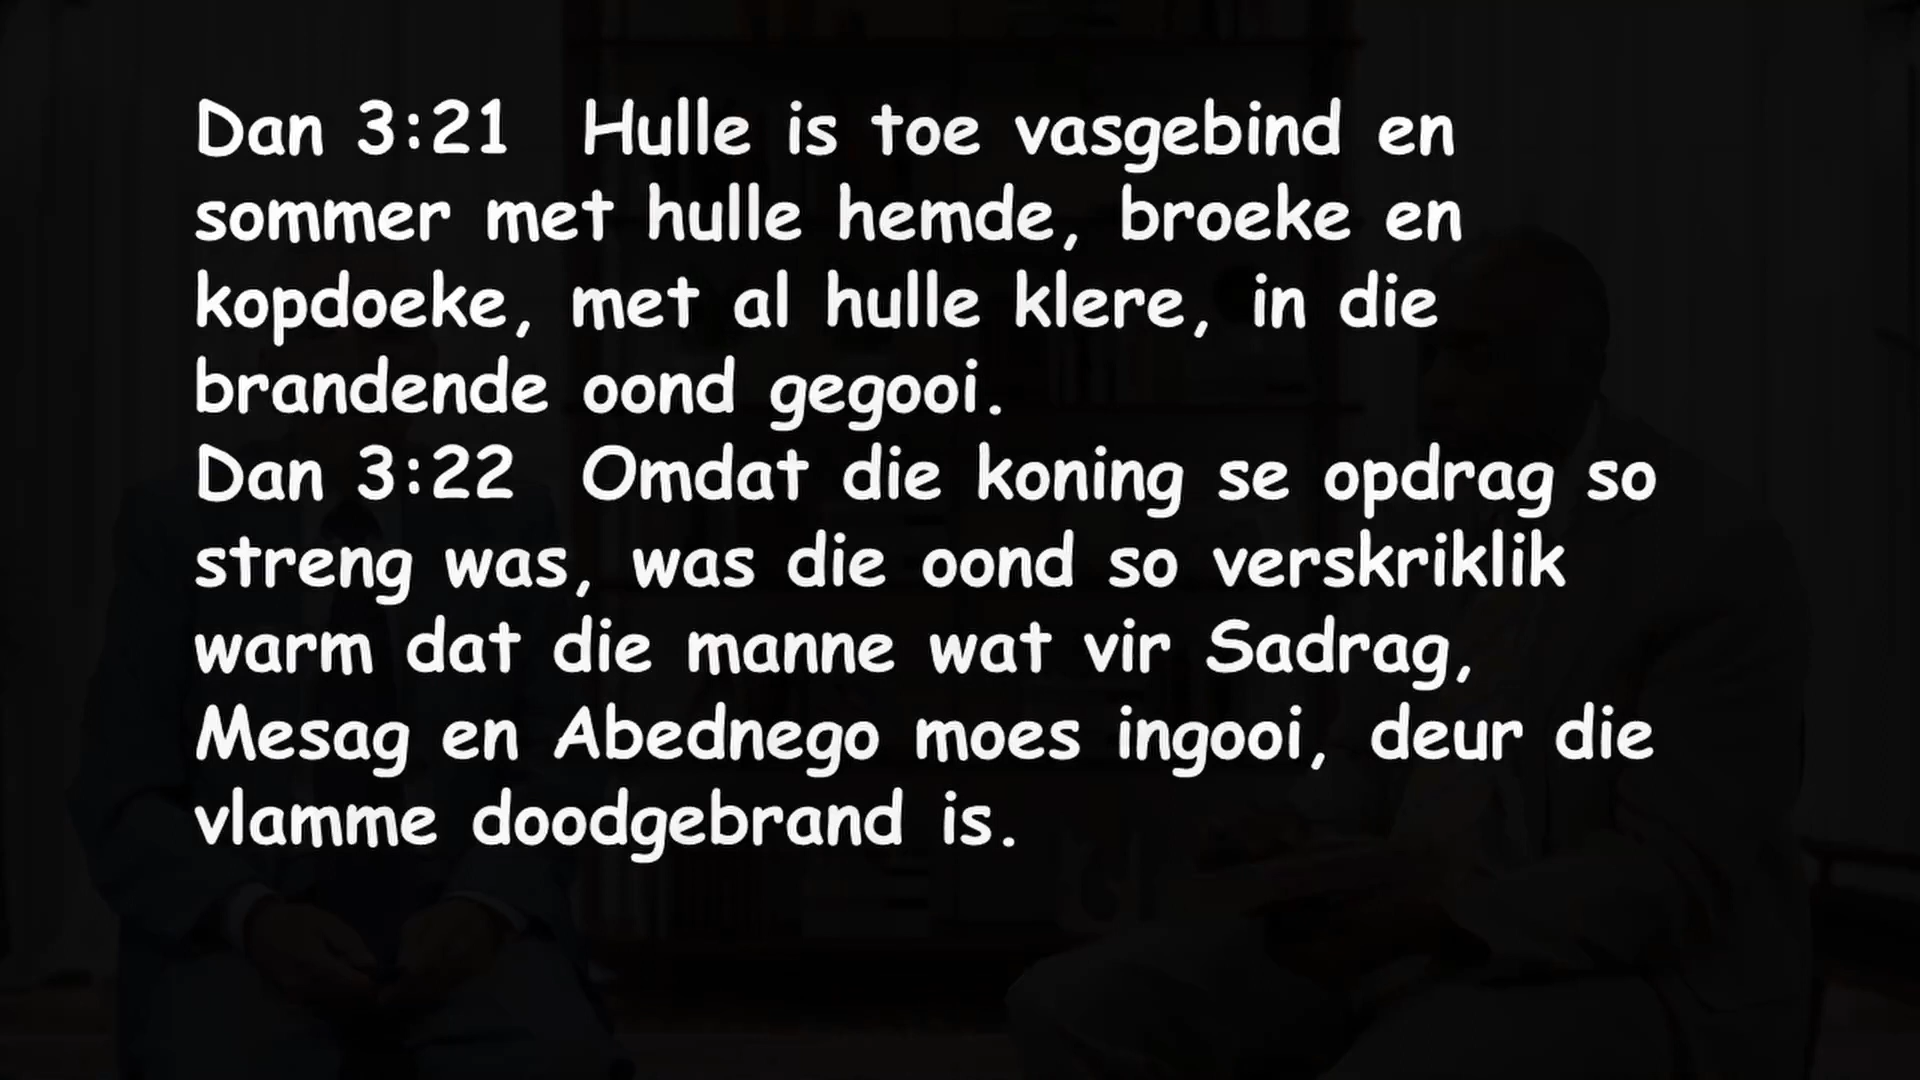 Dan 3:21  Hulle is toe vasgebind en
sommer met hulle hemde, broeke en
kopdoeke, met al hulle klere, in die
brandende oond gegooi.
Dan 3:22  Omdat die koning se opdrag so
streng was, was die oond so verskriklik
warm dat die manne wat vir Sadrag,
Mesag en Abednego moes ingooi, deur die
vlamme doodgebrand is.